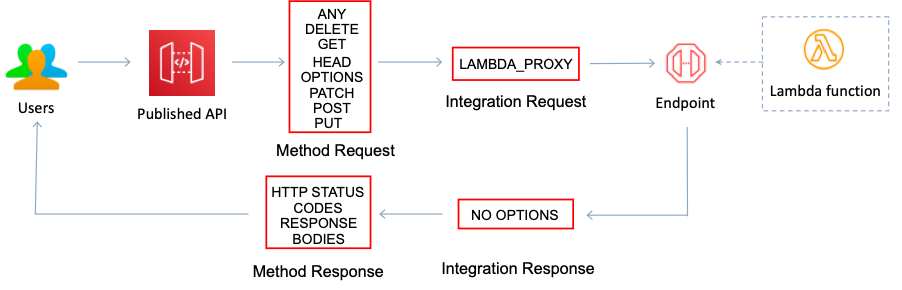 Users
Published API
ANY
DELETE
GET
HEAD
OPTIONS
PATCH
POST
PUT
Method Request
LAMBDA_PROXY
Integration Request
Endpoint
Lambda function
HTTP STATUS
CODES
RESPONSE
BODIES
Method Response
NO OPTIONS
Integration Response